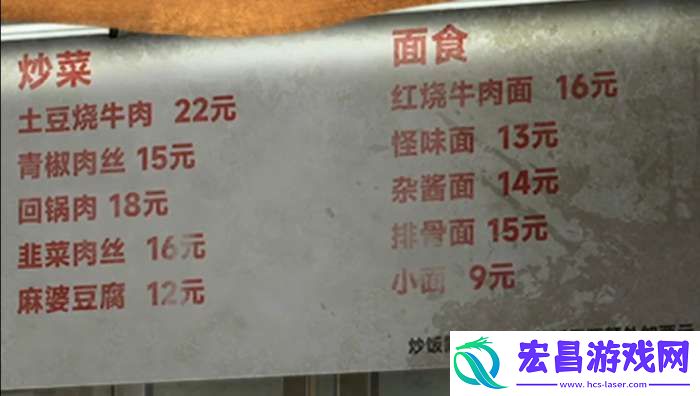 炒菜
土豆烧牛肉 22元
青椒肉丝 15元
回锅肉 18元
韭菜肉丝 16元
麻婆豆腐 12元
面食
红烧牛肉面 16元
怪味面 13元
杂酱面 14元
排骨面 15元
小面 9元
炒饭
宏昌游戏网
www.hcs-laser.com